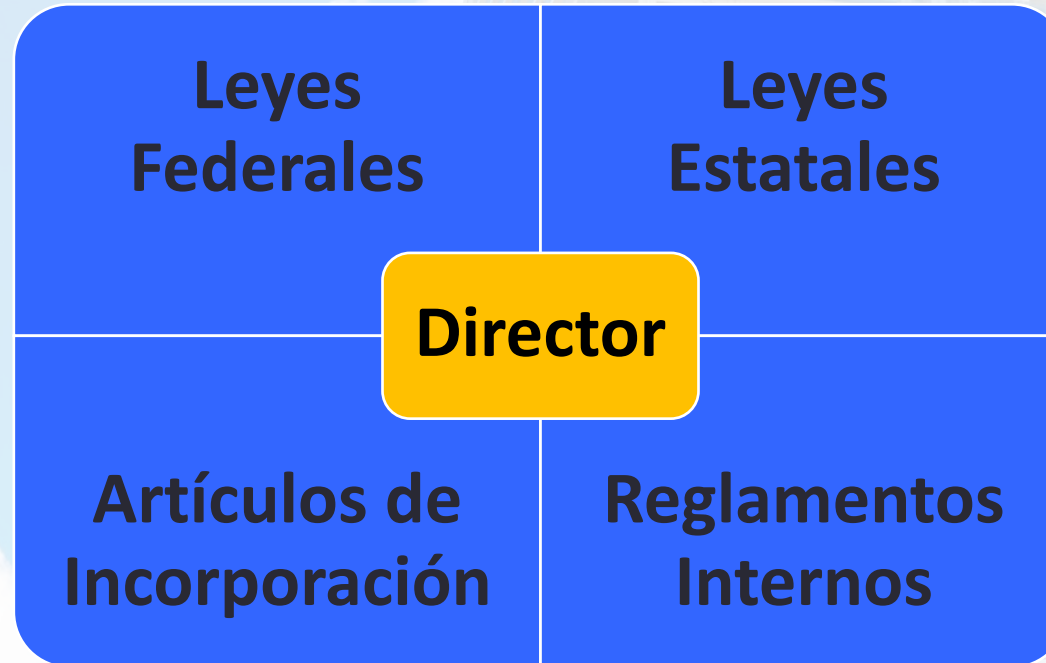 Leyes
Federales
Leyes
Estatales
Director
Artículos de
Incorporación
Reglamentos
Internos